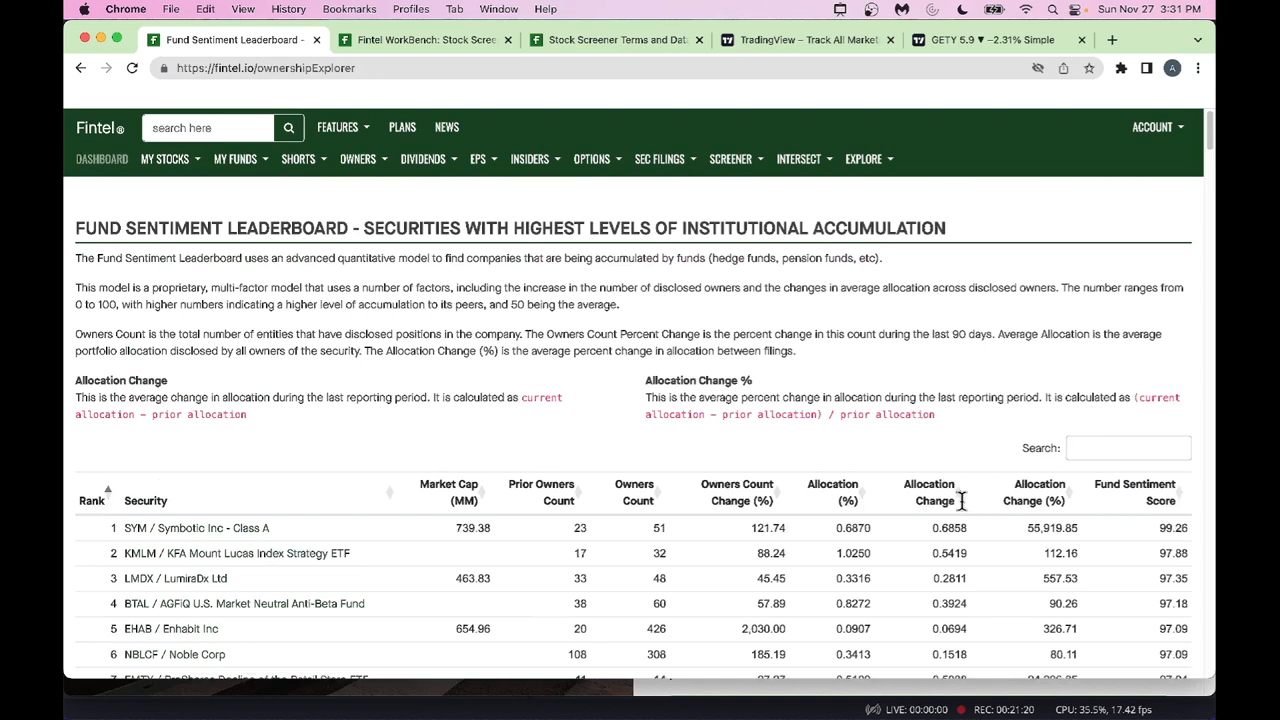 Chrome File Edit View History Bookmarks Profiles Tab Window Help Sun Nov 27 3:31 PM
Fund Sentiment Leaderboard - Fintel WorkBench: Stock Scree Stock Screener Terms and Data TradingView – Track All Market GETY 5.9 ▼ −2.31% Simple
https://fintel.io/ownershipExplorer A
Fintel® search here FEATURES PLANS NEWS ACCOUNT
DASHBOARD MY STOCKS MY FUNDS SHORTS OWNERS DIVIDENDS EPS INSIDERS OPTIONS SEC FILINGS SCREENER INTERSECT EXPLORE
FUND SENTIMENT LEADERBOARD - SECURITIES WITH HIGHEST LEVELS OF INSTITUTIONAL ACCUMULATION
The Fund Sentiment Leaderboard uses an advanced quantitative model to find companies that are being accumulated by funds (hedge funds, pension funds, etc).
This model is a proprietary, multi-factor model that uses a number of factors, including the increase in the number of disclosed owners and the changes in average allocation across disclosed owners. The number ranges from
0 to 100, with higher numbers indicating a higher level of accumulation to its peers, and 50 being the average.
Owners Count is the total number of entities that have disclosed positions in the company. The Owners Count Percent Change is the percent change in this count during the last 90 days. Average Allocation is the average
portfolio allocation disclosed by all owners of the security. The Allocation Change (%) is the average percent change in allocation between filings.
Allocation Change
This is the average change in allocation during the last reporting period. It is calculated as current
allocation − prior allocation
Allocation Change %
This is the average percent change in allocation during the last reporting period. It is calculated as (current
allocation − prior allocation) / prior allocation
Search:
Rank Security Market Cap (MM) Prior Owners Count Owners Count Owners Count Change (%) Allocation (%) Allocation Change Allocation Change (%) Fund Sentiment Score
1 SYM / Symbotic Inc - Class A 739.38 23 51 121.74 0.6870 0.6858 55,919.85 99.26
2 KMLM / KFA Mount Lucas Index Strategy ETF 17 32 88.24 1.0250 0.5419 112.16 97.88
3 LMDX / LumiraDx Ltd 463.83 33 48 45.45 0.3316 0.2811 557.53 97.35
4 BTAL / AGFiQ U.S. Market Neutral Anti-Beta Fund 38 60 57.89 0.8272 0.3924 90.26 97.18
5 EHAB / Enhabit Inc 654.96 20 426 2,030.00 0.0907 0.0694 326.71 97.09
6 NBLCF / Noble Corp 108 308 185.19 0.3413 0.1518 80.11 97.09
LIVE: 00:00:00 REC: 00:21:20 CPU: 35.5%, 17.42 fps